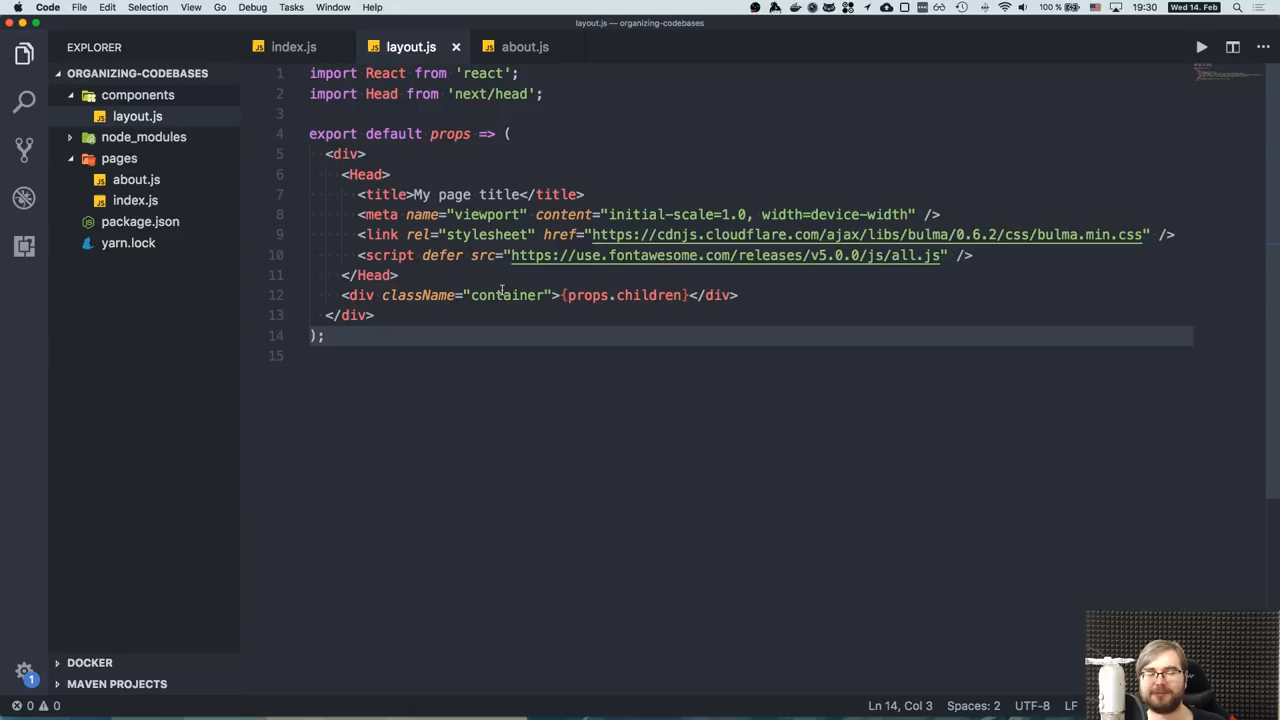 Code File Edit Selection View Go Debug Tasks Window Help 100 % 19:30 Wed 14. Feb
layout.js — organizing-codebases
EXPLORER
JS index.js JS layout.js × JS about.js
ORGANIZING-CODEBASES
components
JS layout.js
node_modules
pages
JS about.js
JS index.js
package.json
yarn.lock
1 import React from 'react';
2 import Head from 'next/head';
3
4 export default props => (
5 <div>
6 <Head>
7 <title>My page title</title>
8 <meta name="viewport" content="initial-scale=1.0, width=device-width" />
9 <link rel="stylesheet" href="https://cdnjs.cloudflare.com/ajax/libs/bulma/0.6.2/css/bulma.min.css" />
10 <script defer src="https://use.fontawesome.com/releases/v5.0.0/js/all.js" />
11 </Head>
12 <div className="container">{props.children}</div>
13 </div>
14 );
15
DOCKER
MAVEN PROJECTS
1
0 0
Ln 14, Col 3 Spaces: 2 UTF-8 LF